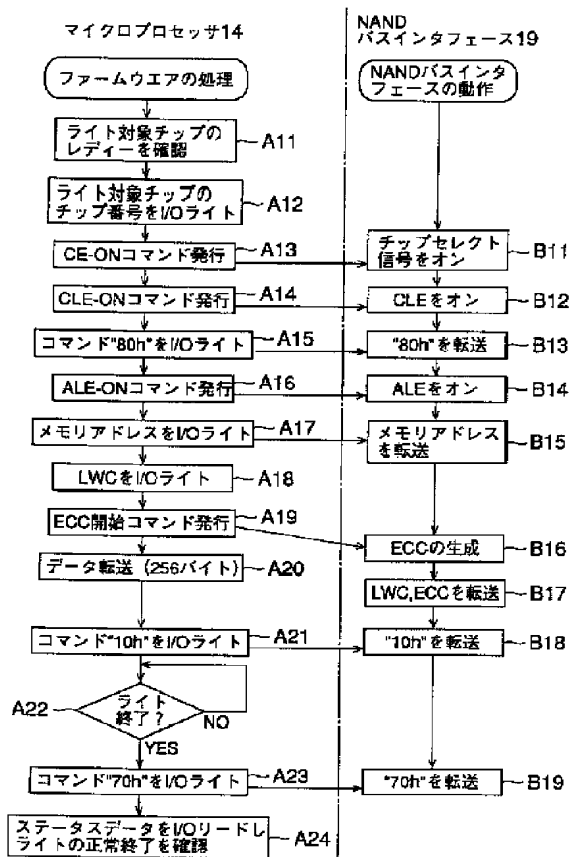 マイクロプロセッサ14
ファームウエアの処理
ライト対象チップの
レディーを確認
A11
ライト対象チップの
チップ番号をI/Oライト
A12
CE-ONコマンド発行
A13
CLE-ONコマンド発行
A14
コマンド"80h"をI/Oライト
A15
ALE-ONコマンド発行
A16
メモリアドレスをI/Oライト
A17
LWCをI/Oライト
A18
ECC開始コマンド発行
A19
データ転送(256バイト)
A20
コマンド"10h"をI/Oライト
A21
ライト
終了?
A22
NO
YES
コマンド"70h"をI/Oライト
A23
ステータスデータをI/Oリードし
ライトの正常終了を確認
A24
NAND
バスインタフェース19
NANDバスインタ
フェースの動作
チップセレクト
信号をオン
B11
CLEをオン
B12
"80h"を転送
B13
ALEをオン
B14
メモリアドレス
を転送
B15
ECCの生成
B16
LWC,ECCを転送
B17
"10h"を転送
B18
"70h"を転送
B19